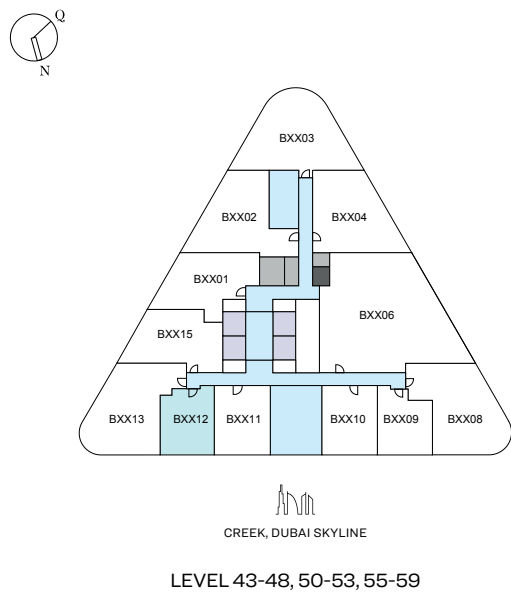 Q
N
BXX03
BXX02
BXX04
BXX01
BXX06
BXX15
BXX13
BXX12
BXX11
BXX10
BXX09
BXX08
CREEK, DUBAI SKYLINE
LEVEL 43-48, 50-53, 55-59